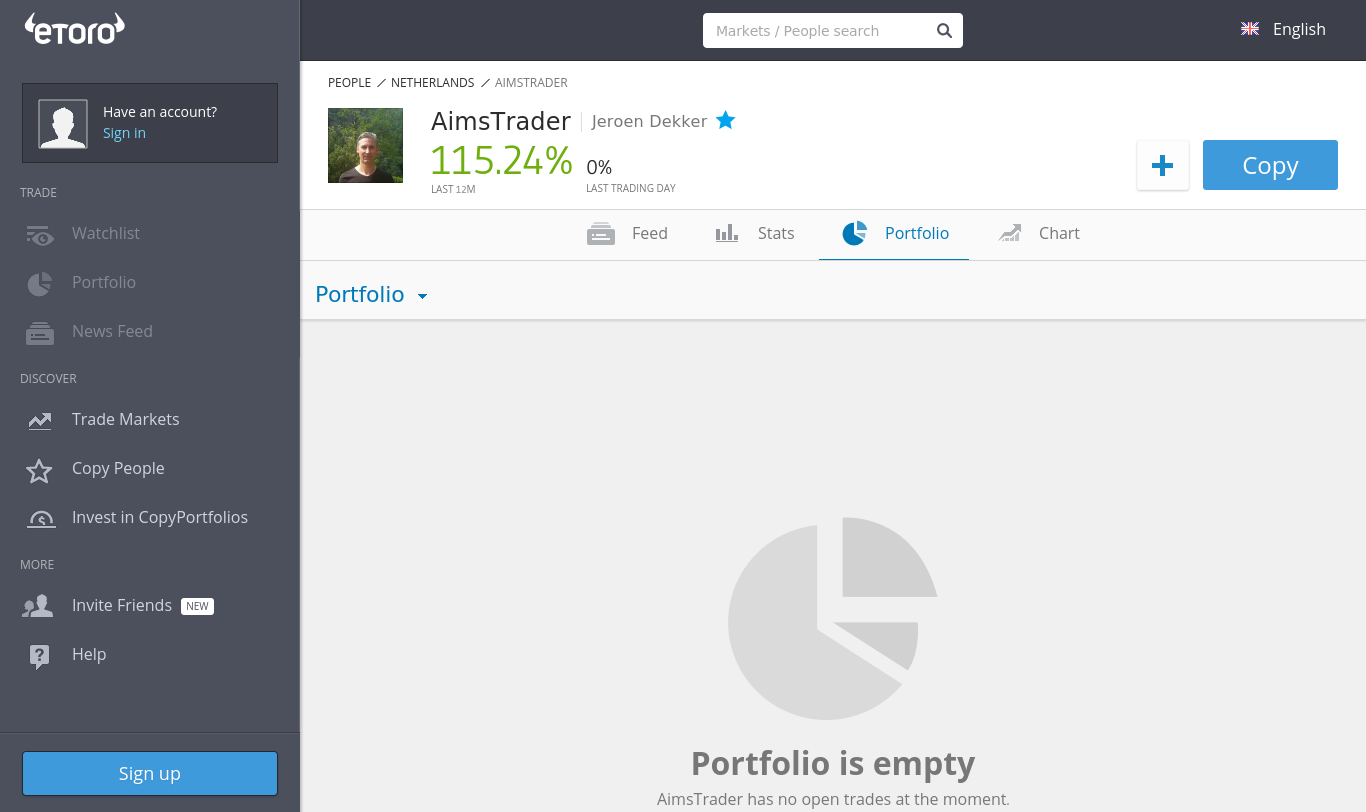 eTORO
Have an account?
Sign in
TRADE
Watchlist
Portfolio
News Feed
DISCOVER
Trade Markets
Copy People
Invest in CopyPortfolios
MORE
Invite Friends NEW
Help
Sign up
Markets / People search
English
PEOPLE / NETHERLANDS / AIMSTRADER
AimsTrader | Jeroen Dekker
115.24% 0%
LAST 12M LAST TRADING DAY
Copy
Feed Stats Portfolio Chart
Portfolio
Portfolio is empty
AimsTrader has no open trades at the moment.